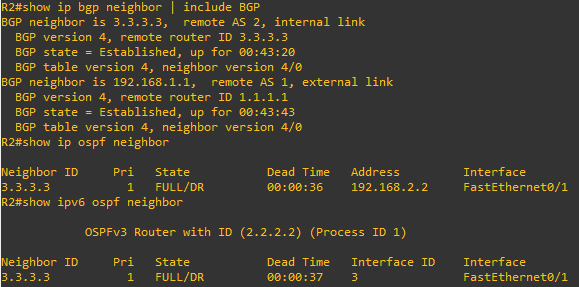 R2#show ip bgp neighbor | include BGP
BGP neighbor is 3.3.3.3,  remote AS 2, internal link
  BGP version 4, remote router ID 3.3.3.3
  BGP state = Established, up for 00:43:20
  BGP table version 4, neighbor version 4/0
BGP neighbor is 192.168.1.1,  remote AS 1, external link
  BGP version 4, remote router ID 1.1.1.1
  BGP state = Established, up for 00:43:43
  BGP table version 4, neighbor version 4/0
R2#show ip ospf neighbor
Neighbor ID     Pri   State           Dead Time   Address         Interface
3.3.3.3           1   FULL/DR         00:00:36    192.168.2.2     FastEthernet0/1
R2#show ipv6 ospf neighbor
            OSPFv3 Router with ID (2.2.2.2) (Process ID 1)
Neighbor ID     Pri   State           Dead Time   Interface ID    Interface
3.3.3.3           1   FULL/DR         00:00:37    3               FastEthernet0/1